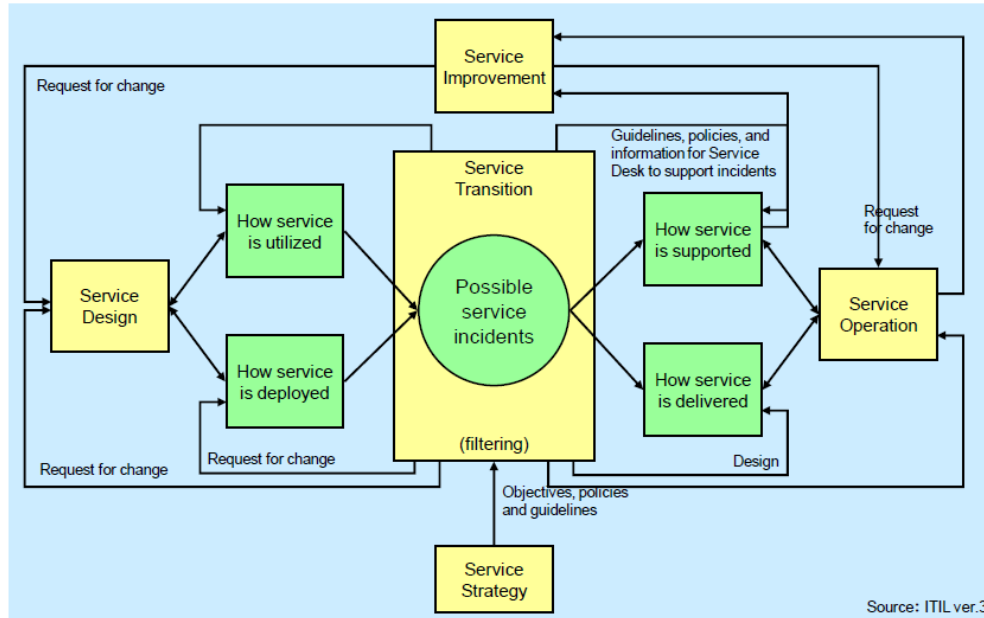 Service
Improvement
Request for change
Guidelines, policies, and
information for Service
Desk to support incidents
Service
Transition
How service
is utilized
How service
is supported
Request
for change
Possible
service
incidents
Service
Design
Service
Operation
How service
is deployed
How service
is delivered
(filtering)
Request for change
Request for change
Design
Objectives, policies
and guidelines
Service
Strategy
Source: ITIL ver.3